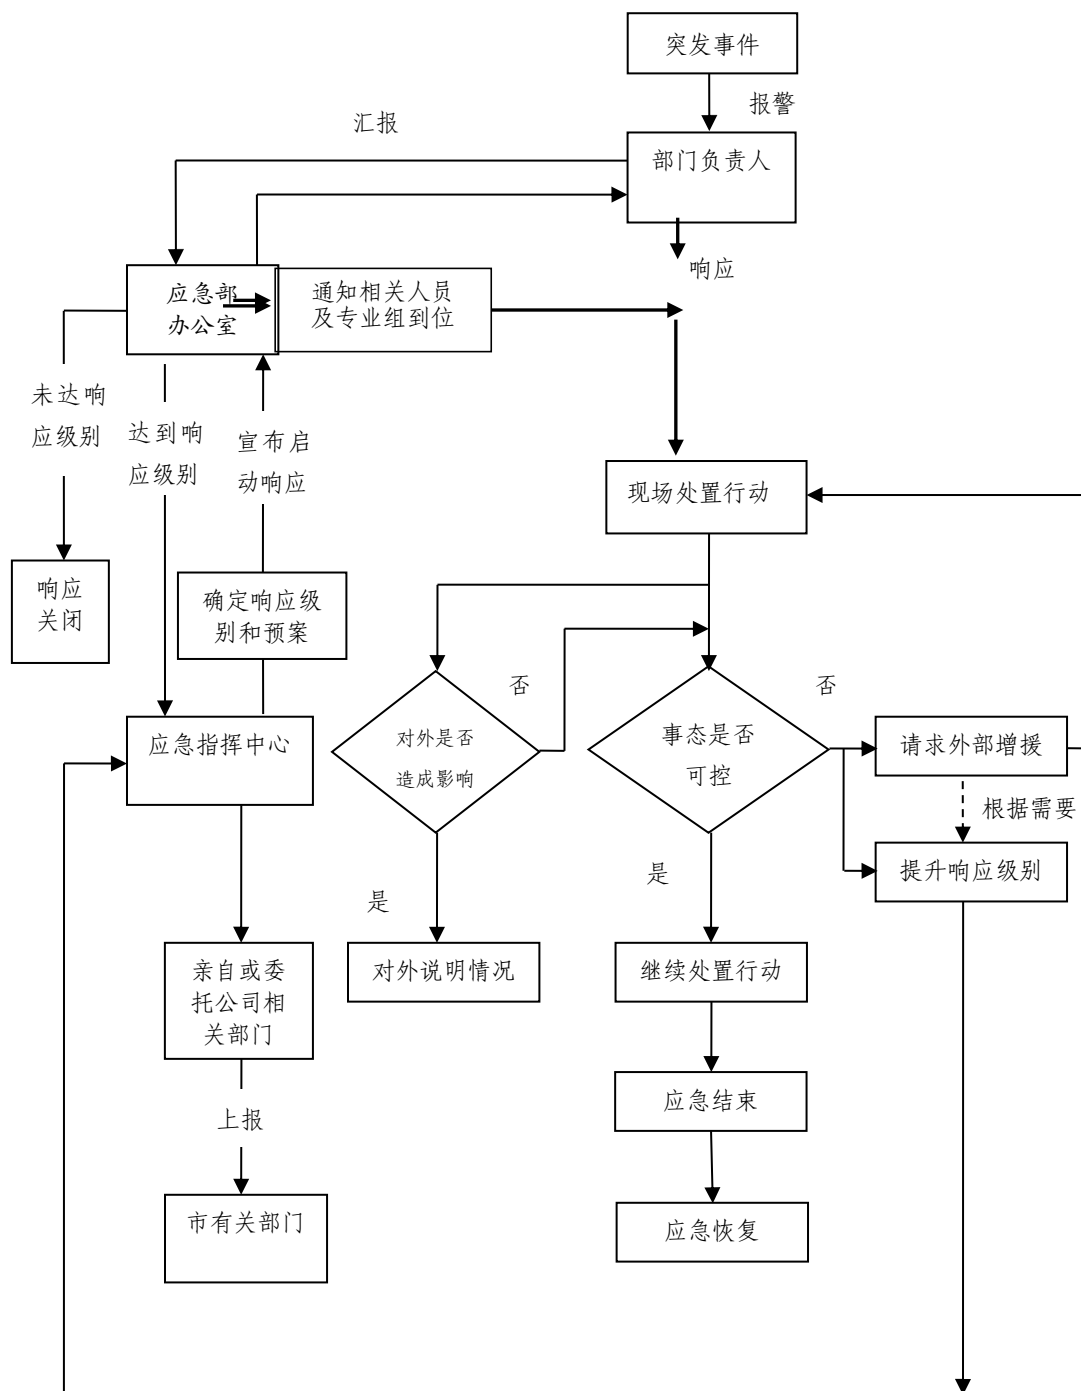 突发事件
报警
汇报
部门负责人
响应
应急部
办公室
通知相关人员
及专业组到位
未达响
应级别
达到响
应级别
宣布启
动响应
现场处置行动
响应
关闭
确定响应级
别和预案
否
否
应急指挥中心
对外是否
造成影响
事态是否
可控
请求外部增援
根据需要
提升响应级别
是
是
亲自或委
托公司相
关部门
对外说明情况
继续处置行动
上报
应急结束
市有关部门
应急恢复